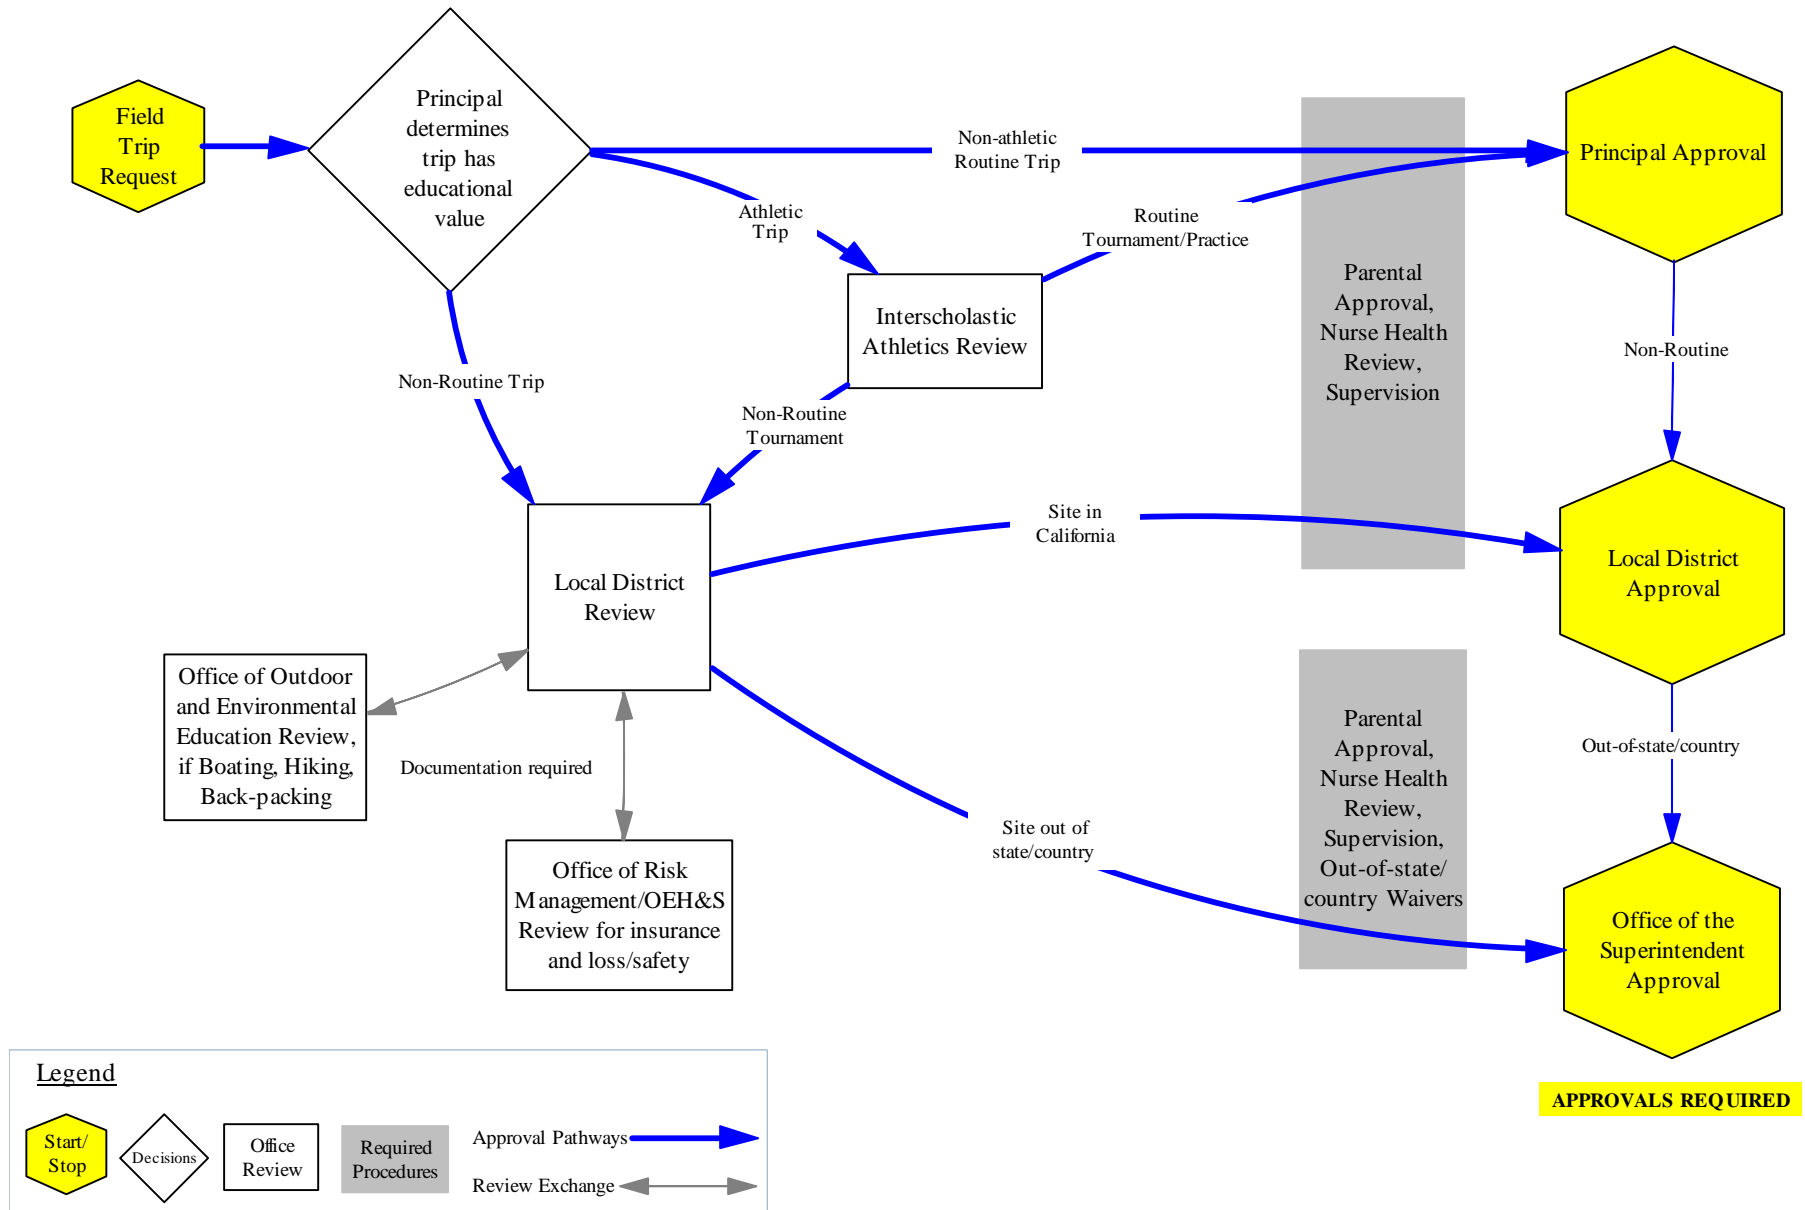 Field
Trip
Request
Principal
determines
trip has
educational
value
Non-athletic
Routine Trip
Principal Approval
Athletic
Trip
Routine
Tournament/Practice
Interscholastic
Athletics Review
Parental
Approval,
Nurse Health
Review,
Supervision
Non-Routine
Non-Routine Trip
Non-Routine
Tournament
Site in
California
Local District
Review
Local District
Approval
Office of Outdoor
and Environmental
Education Review,
if Boating, Hiking,
Back-packing
Documentation required
Office of Risk
Management/OEH&S
Review for insurance
and loss/safety
Site out of
state/country
Parental
Approval,
Nurse Health
Review,
Supervision,
Out-of-state/
country Waivers
Out-of-state/country
Office of the
Superintendent
Approval
APPROVALS REQUIRED
Legend
Start/
Stop
Decisions
Office
Review
Required
Procedures
Approval Pathways
Review Exchange